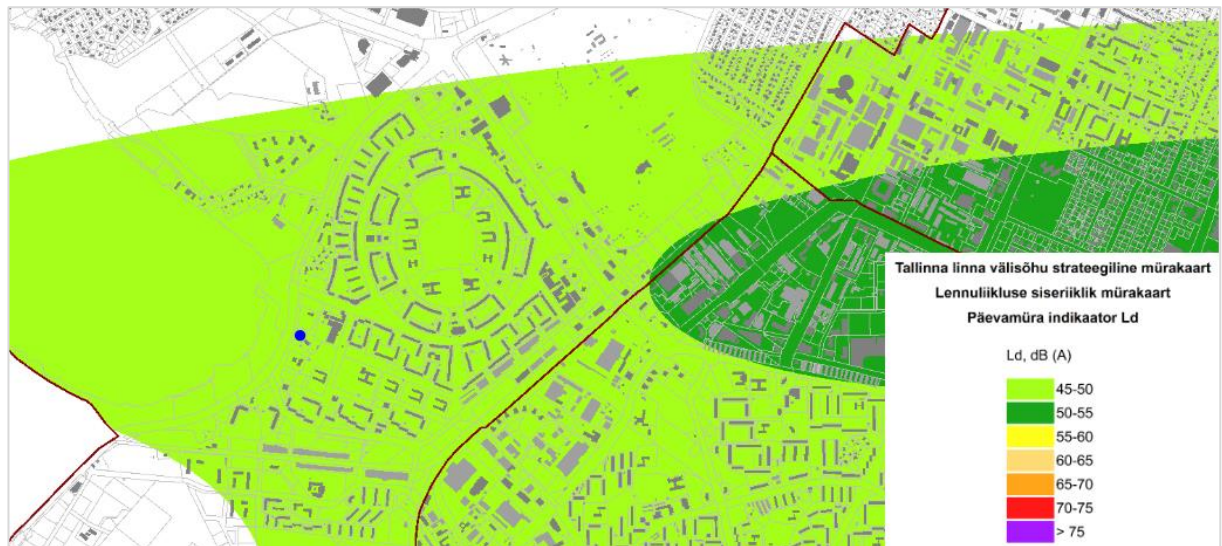 Tallinna linna välisõhu strateegiline mürakaart
Lennuliikluse siseriiklik mürakaart
Päevamüra indikaator Ld
Ld, dB (A)
45-50
50-55
55-60
60-65
65-70
70-75
> 75